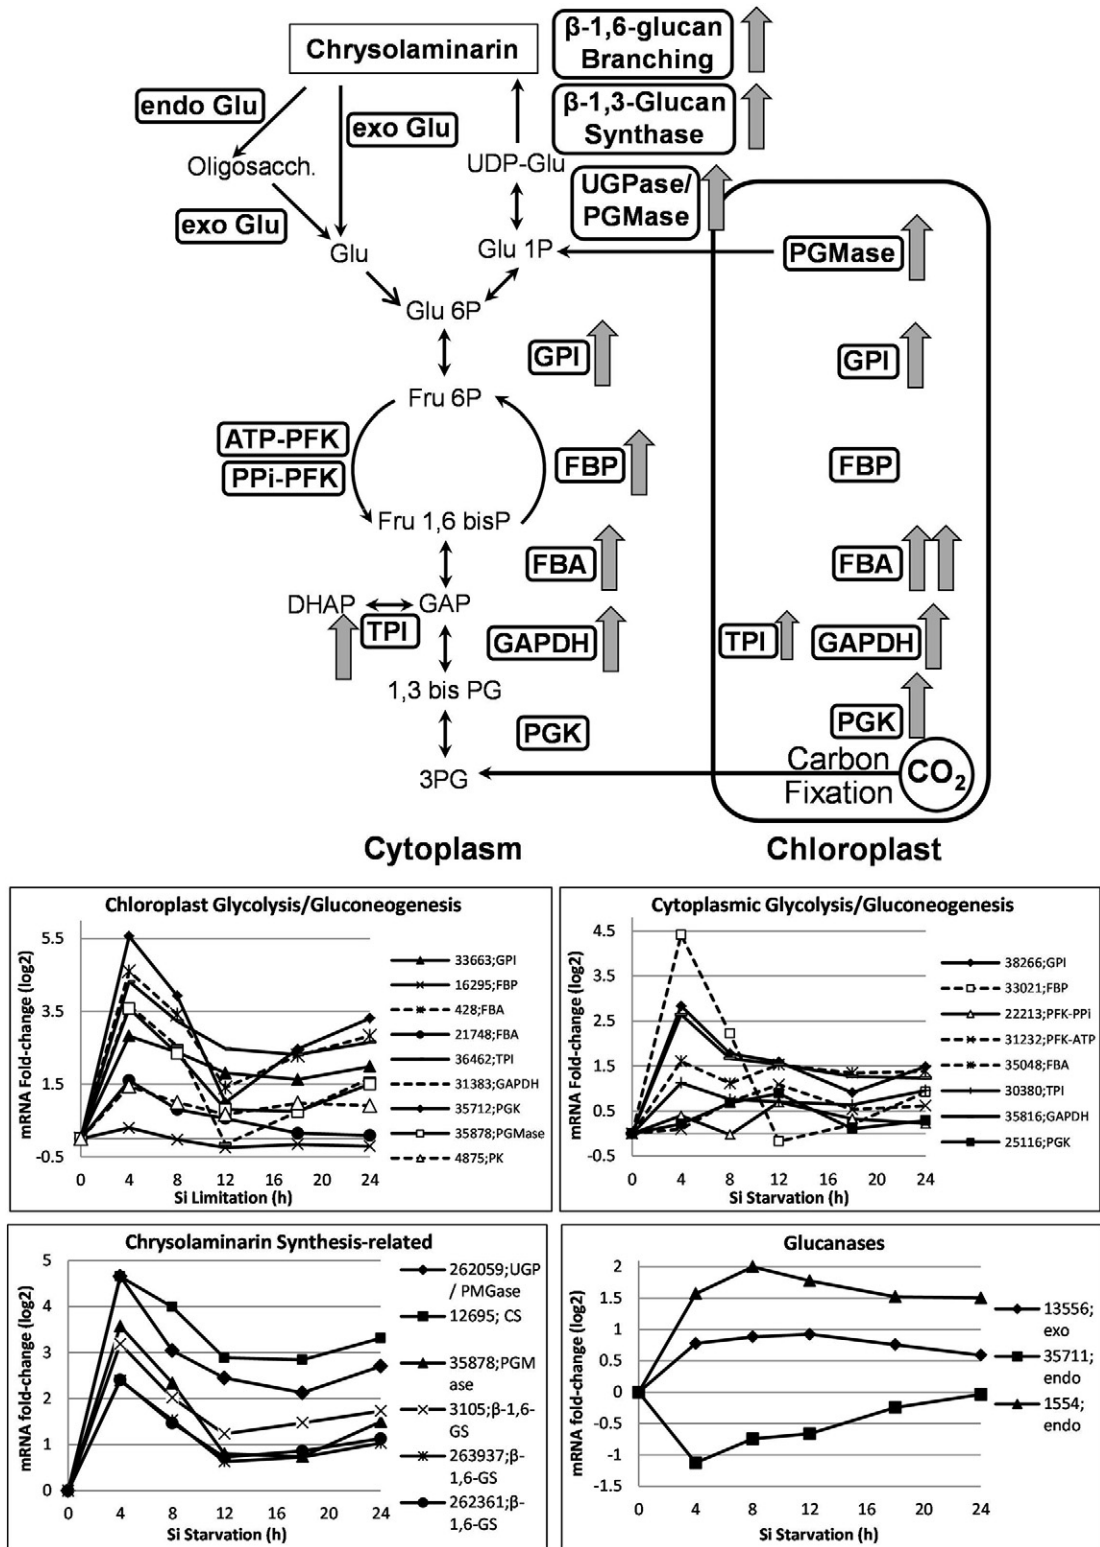 Chrysolaminarin
β-1,6-glucan
Branching
β-1,3-Glucan
Synthase
endo Glu
exo Glu
Oligosacch.
UDP-Glu
UGPase/
PGMase
exo Glu
Glu
Glu 1P
PGMase
Glu 6P
GPI
GPI
Fru 6P
ATP-PFK
PPi-PFK
FBP
FBP
Fru 1,6 bisP
FBA
FBA
DHAP
GAP
TPI
GAPDH
TPI
GAPDH
1,3 bis PG
PGK
PGK
3PG
Carbon
Fixation
CO2
Cytoplasm
Chloroplast
Chloroplast Glycolysis/Gluconeogenesis
mRNA Fold-change (log2)
5.5
3.5
1.5
-0.5
0 4 8 12 16 20 24
Si Limitation (h)
33663;GPI
16295;FBP
428;FBA
21748;FBA
36462;TPI
31383;GAPDH
35712;PGK
35878;PGMase
4875;PK
Cytoplasmic Glycolysis/Gluconeogenesis
mRNA Fold-change (log2)
4.5
3.5
2.5
1.5
0.5
-0.5
0 4 8 12 16 20 24
Si Starvation (h)
38266;GPI
33021;FBP
22213;PFK-PPi
31232;PFK-ATP
35048;FBA
30380;TPI
35816;GAPDH
25116;PGK
Chrysolaminarin Synthesis-related
mRNA fold-change (log2)
5
4
3
2
1
0
0 4 8 12 16 20 24
Si Starvation (h)
262059;UGP
/ PMGase
12695; CS
35878;PGM
ase
3105;β-1,6-
GS
263937;β-
1,6-GS
262361;β-
1,6-GS
Glucanases
mRNA fold-change (log2)
2
1.5
1
0.5
0
-0.5
-1
-1.5
0 4 8 12 16 20 24
Si Starvation (h)
13556;
exo
35711;
endo
1554;
endo